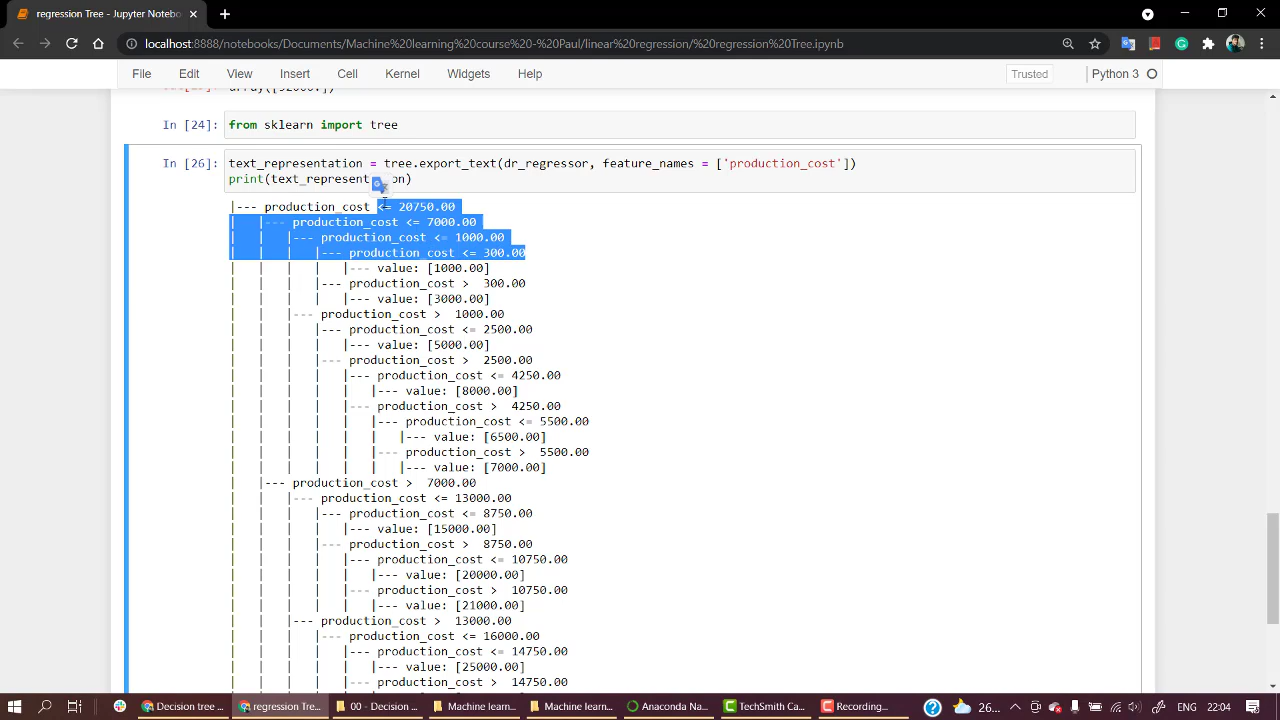 regression Tree - Jupyter Notebo
localhost:8888/notebooks/Documents/Machine%20learning%20course%20-%20Paul/linear%20regression/%20regression%20Tree.ipynb
File Edit View Insert Cell Kernel Widgets Help Trusted Python 3
In [24]: from sklearn import tree
In [26]: text_representation = tree.export_text(dr_regressor, feature_names = ['production_cost'])
print(text_representation)
|--- production_cost <= 20750.00
| |--- production_cost <= 7000.00
| | |--- production_cost <= 1000.00
| | | |--- production_cost <= 300.00
| | | | |--- value: [1000.00]
| | | |--- production_cost > 300.00
| | | | |--- value: [3000.00]
| | |--- production_cost > 1000.00
| | | |--- production_cost <= 2500.00
| | | | |--- value: [5000.00]
| | | |--- production_cost > 2500.00
| | | | |--- production_cost <= 4250.00
| | | | | |--- value: [8000.00]
| | | | |--- production_cost > 4250.00
| | | | | |--- production_cost <= 5500.00
| | | | | | |--- value: [6500.00]
| | | | | |--- production_cost > 5500.00
| | | | | | |--- value: [7000.00]
| |--- production_cost > 7000.00
| | |--- production_cost <= 13000.00
| | | |--- production_cost <= 8750.00
| | | | |--- value: [15000.00]
| | | |--- production_cost > 8750.00
| | | | |--- production_cost <= 10750.00
| | | | | |--- value: [20000.00]
| | | | |--- production_cost > 10750.00
| | | | | |--- value: [21000.00]
| | |--- production_cost > 13000.00
| | | |--- production_cost <= 16000.00
| | | | |--- production_cost <= 14750.00
| | | | | |--- value: [25000.00]
| | | | |--- production_cost > 14750.00
Decision tree ... regression Tre... 00 - Decision ... Machine learn... Machine learn... Anaconda Na... TechSmith Ca... Recording... 26... ENG 22:04